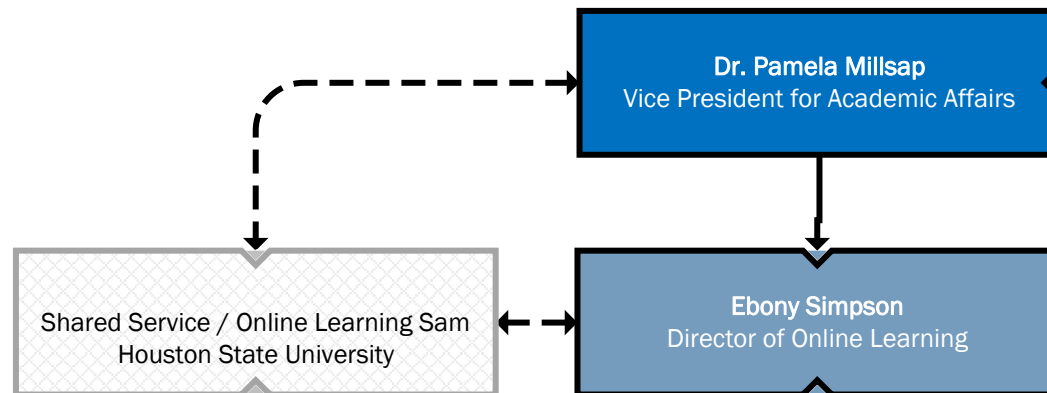 Dr. Pamela Millsap
Vice President for Academic Affairs
Shared Service / Online Learning Sam
Houston State University
Ebony Simpson
Director of Online Learning